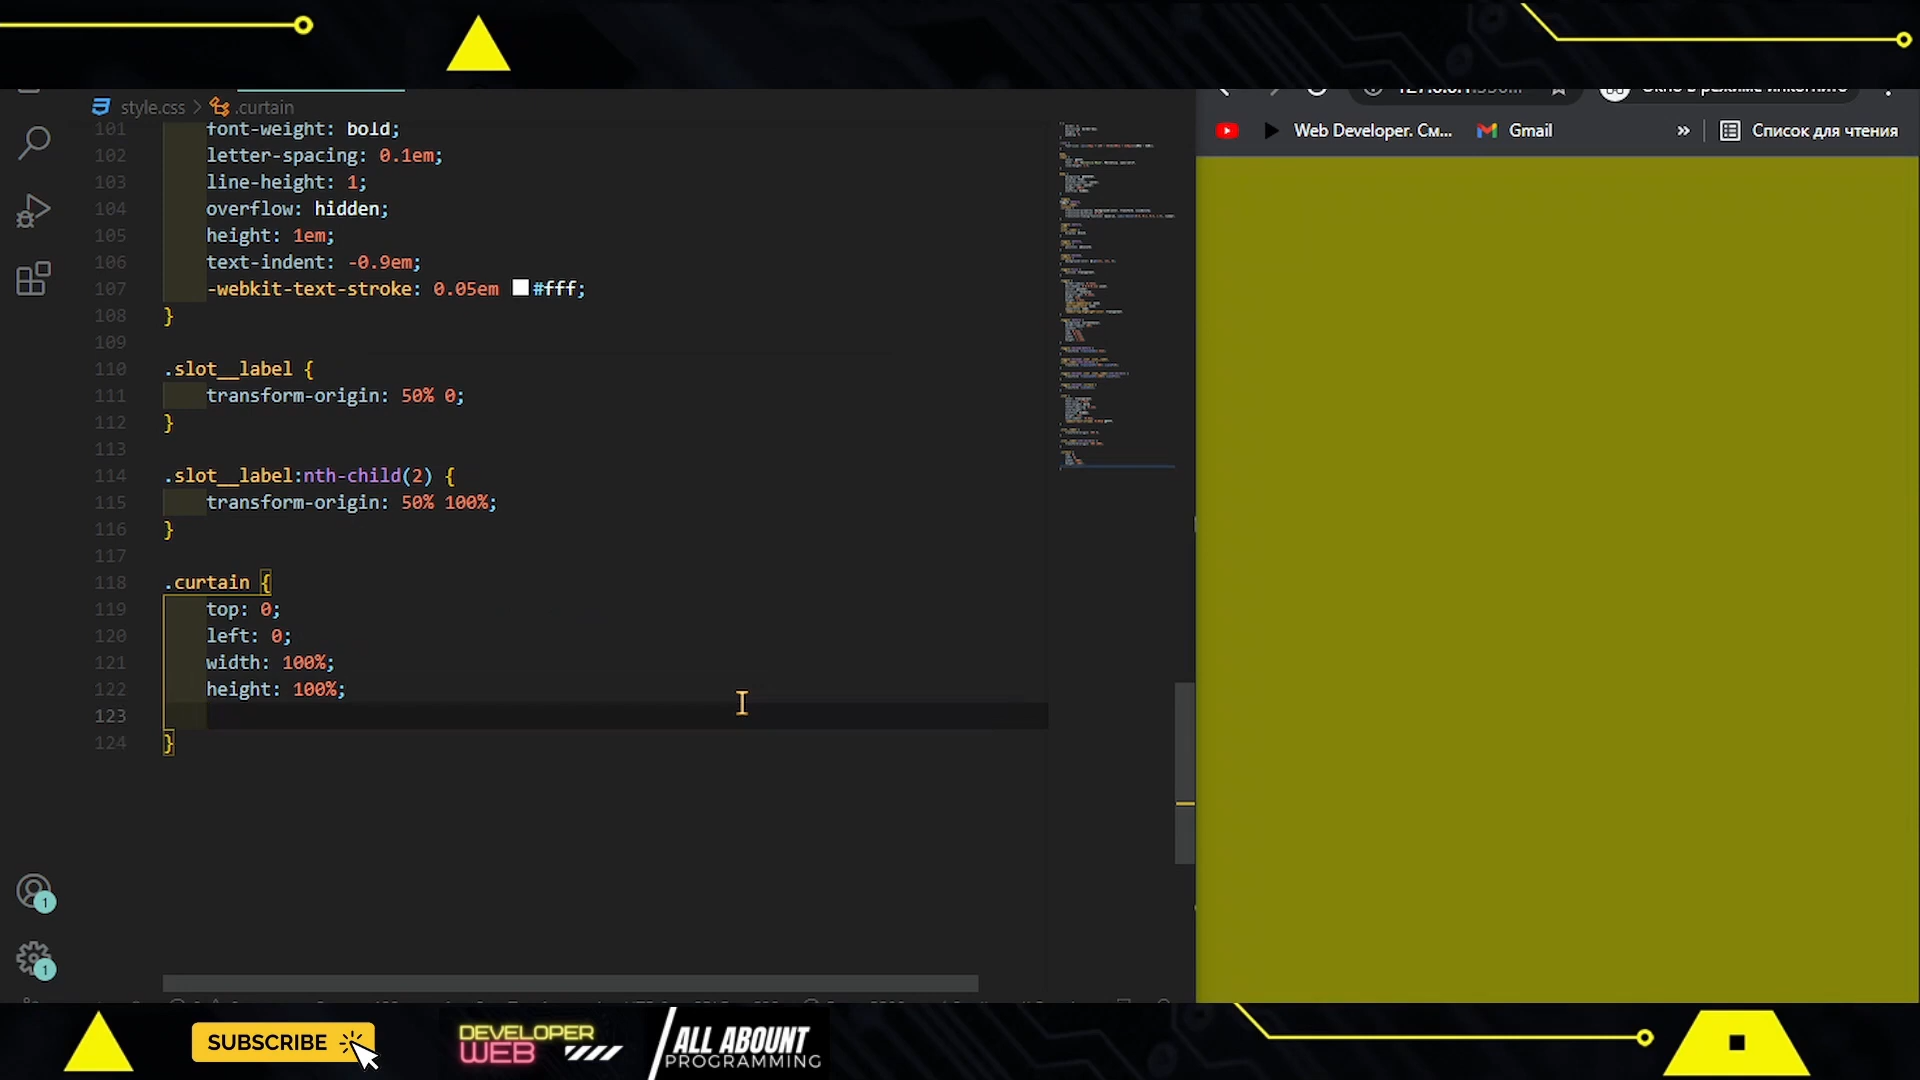 style.css > .curtain
Web Developer. См...
Gmail
»
Список для чтения
101 font-weight: bold;
102 letter-spacing: 0.1em;
103 line-height: 1;
104 overflow: hidden;
105 height: 1em;
106 text-indent: -0.9em;
107 -webkit-text-stroke: 0.05em #fff;
108 }
109
110 .slot__label {
111 transform-origin: 50% 0;
112 }
113
114 .slot__label:nth-child(2) {
115 transform-origin: 50% 100%;
116 }
117
118 .curtain {
119 top: 0;
120 left: 0;
121 width: 100%;
122 height: 100%;
123
124 }
1
1
SUBSCRIBE
DEVELOPER
WEB
ALL ABOUNT
PROGRAMMING